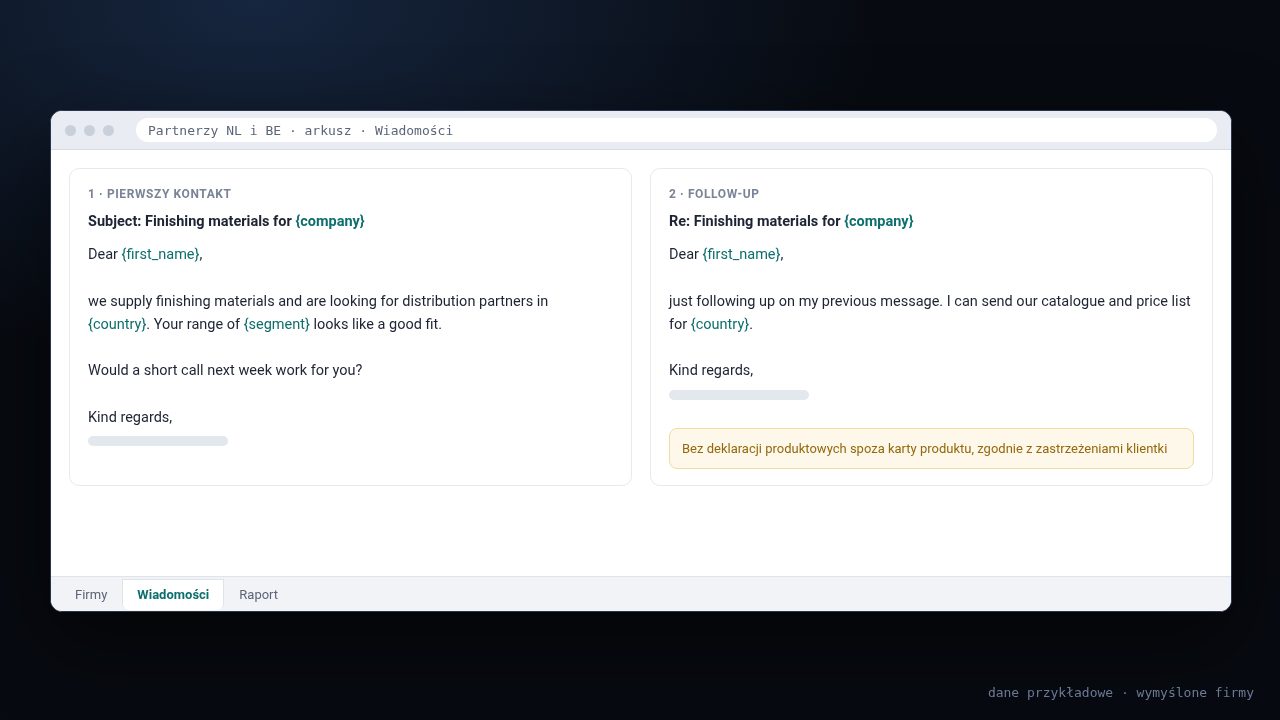 Partnerzy NL i BE · arkusz · Wiadomości
1 · PIERWSZY KONTAKT
Subject: Finishing materials for {company}
Dear {first_name},
we supply finishing materials and are looking for distribution partners in
{country}. Your range of {segment} looks like a good fit.
Would a short call next week work for you?
Kind regards,
2 · FOLLOW-UP
Re: Finishing materials for {company}
Dear {first_name},
just following up on my previous message. I can send our catalogue and price list
for {country}.
Kind regards,
Bez deklaracji produktowych spoza karty produktu, zgodnie z zastrzeżeniami klientki
Firmy
Wiadomości
Raport
dane przykładowe · wymyślone firmy